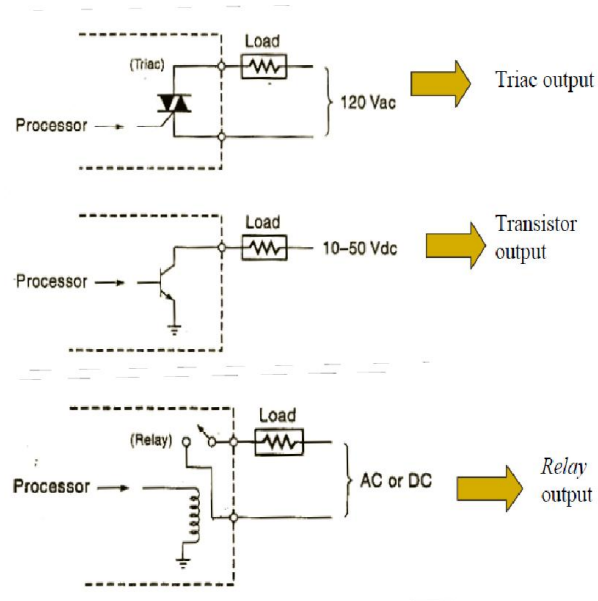 Load
(Triac)
120 Vac
Processor
Triac output
Load
10–50 Vdc
Processor
Transistor
output
Load
(Relay)
AC or DC
Processor
Relay
output